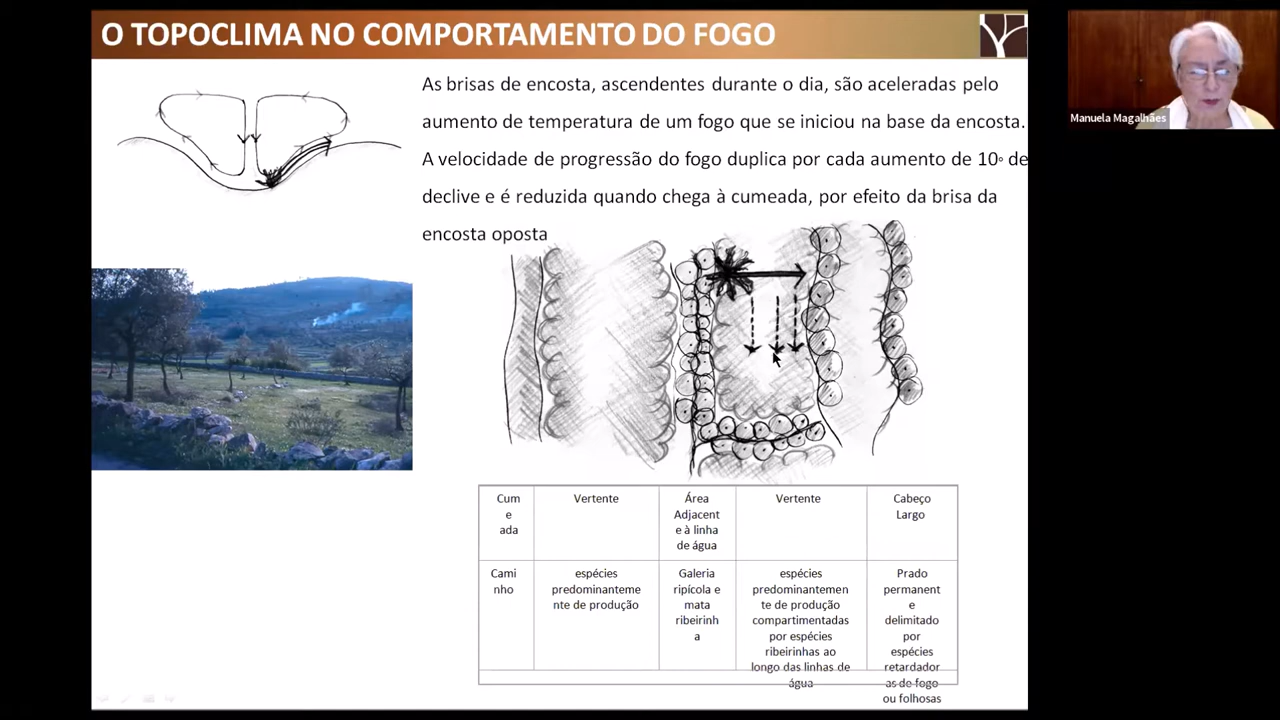 O TOPOCLIMA NO COMPORTAMENTO DO FOGO
Manuela Magalhães
As brisas de encosta, ascendentes durante o dia, são aceleradas pelo
aumento de temperatura de um fogo que se iniciou na base da encosta.
A velocidade de progressão do fogo duplica por cada aumento de 10º de
declive e é reduzida quando chega à cumeada, por efeito da brisa da
encosta oposta
Cum
e
ada
Vertente
Área
Adjacent
e à linha
de água
Vertente
Cabeço
Largo
Cami
nho
espécies
predominanteme
nte de produção
Galeria
ripícola e
mata
ribeirinh
a
espécies
predominantemen
te de produção
compartimentadas
por espécies
ribeirinhas ao
longo das linhas de
água
Prado
permanent
e
delimitado
por
espécies
retardador
as do fogo
ou folhosas